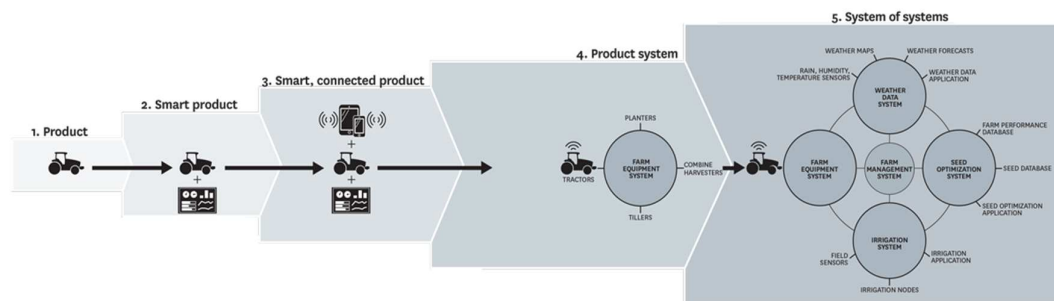 1. Product
2. Smart product
3. Smart, connected product
4. Product system
PLANTERS
TRACTORS
FARM
EQUIPMENT
SYSTEM
COMBINE
HARVESTERS
TILLERS
5. System of systems
WEATHER MAPS
WEATHER FORECASTS
RAIN, HUMIDITY,
TEMPERATURE SENSORS
WEATHER DATA
APPLICATION
WEATHER
DATA
SYSTEM
FARM
EQUIPMENT
SYSTEM
FARM
MANAGEMENT
SYSTEM
SEED
OPTIMIZATION
SYSTEM
FARM PERFORMANCE
DATABASE
SEED DATABASE
SEED OPTIMIZATION
APPLICATION
IRRIGATION
SYSTEM
FIELD
SENSORS
IRRIGATION
APPLICATION
IRRIGATION NODES